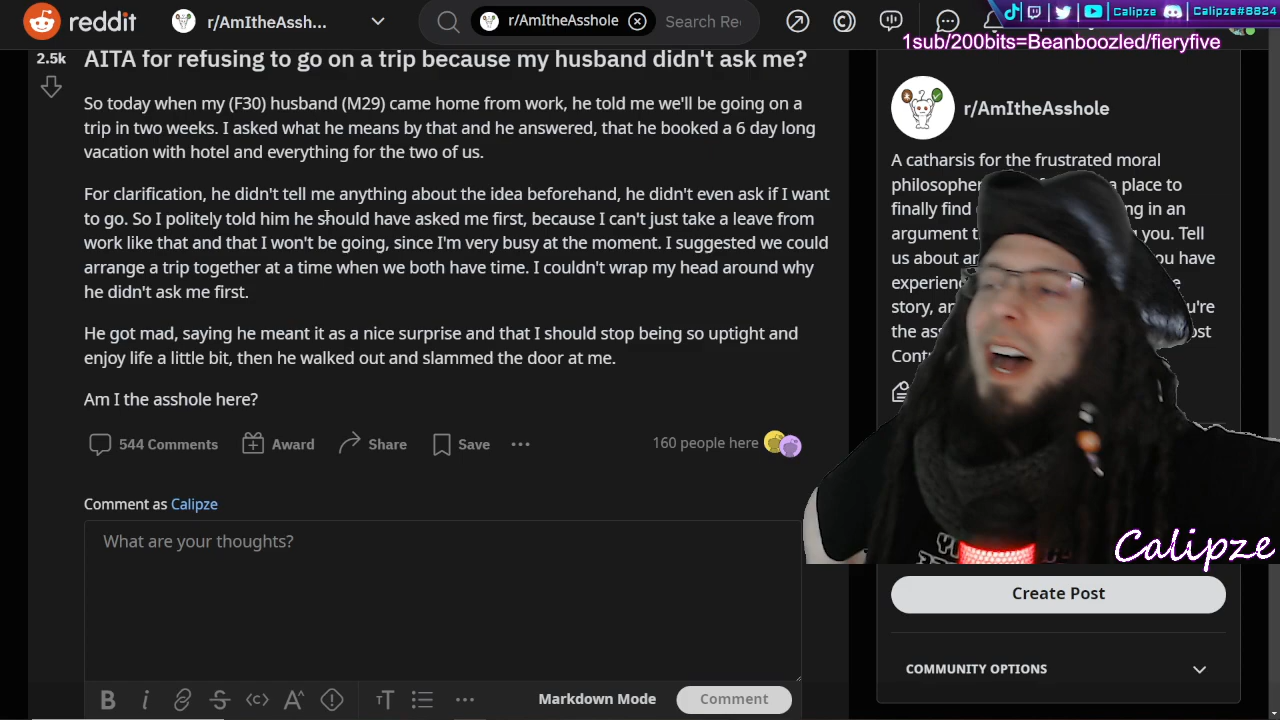 reddit
r/AmItheAssh...
r/AmItheAsshole
Search Re
Calipze
Calipze#8824
1sub/200bits=Beanboozled/fieryfive
2.5k
AITA for refusing to go on a trip because my husband didn't ask me?
So today when my (F30) husband (M29) came home from work, he told me we'll be going on a
trip in two weeks. I asked what he means by that and he answered, that he booked a 6 day long
vacation with hotel and everything for the two of us.
For clarification, he didn't tell me anything about the idea beforehand, he didn't even ask if I want
to go. So I politely told him he should have asked me first, because I can't just take a leave from
work like that and that I won't be going, since I'm very busy at the moment. I suggested we could
arrange a trip together at a time when we both have time. I couldn't wrap my head around why
he didn't ask me first.
He got mad, saying he meant it as a nice surprise and that I should stop being so uptight and
enjoy life a little bit, then he walked out and slammed the door at me.
Am I the asshole here?
544 Comments
Award
Share
Save
160 people here
Comment as Calipze
What are your thoughts?
Markdown Mode
Comment
r/AmItheAsshole
A catharsis for the frustrated moral
philosopher a place to
finally find ng in an
argument t you. Tell
us about ou have
story, an
the ass
Calipze
Create Post
COMMUNITY OPTIONS